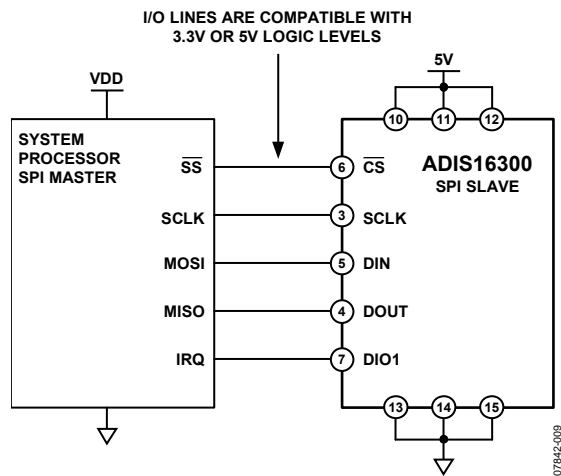 I/O LINES ARE COMPATIBLE WITH
3.3V OR 5V LOGIC LEVELS
VDD
5V
10 11 12
SYSTEM
PROCESSOR
SPI MASTER
ADIS16300
SPI SLAVE
SS 6 CS
SCLK 3 SCLK
MOSI 5 DIN
MISO 4 DOUT
IRQ 7 DIO1
13 14 15
07842-009